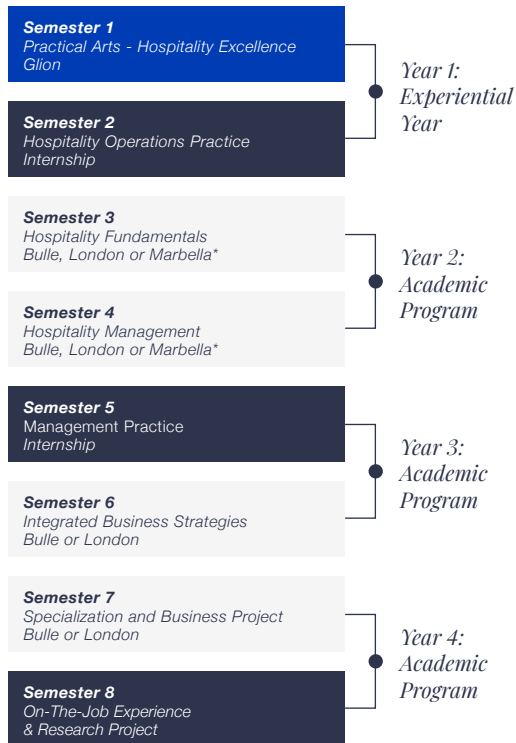 Semester 1
Practical Arts - Hospitality Excellence
Glion
Semester 2
Hospitality Operations Practice
Internship
Year 1:
Experiential
Year
Semester 3
Hospitality Fundamentals
Bulle, London or Marbella*
Semester 4
Hospitality Management
Bulle, London or Marbella*
Year 2:
Academic
Program
Semester 5
Management Practice
Internship
Semester 6
Integrated Business Strategies
Bulle or London
Year 3:
Academic
Program
Semester 7
Specialization and Business Project
Bulle or London
Semester 8
On-The-Job Experience
& Research Project
Year 4:
Academic
Program